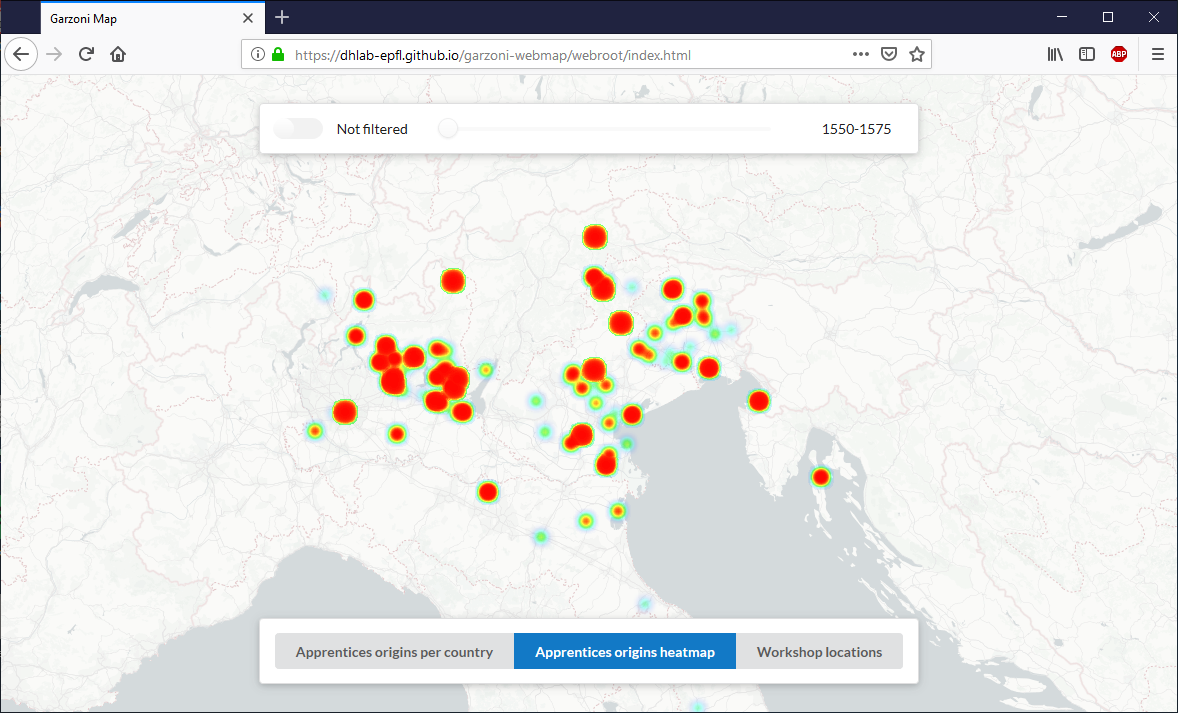 Garzoni Map
https://dhlab-epfl.github.io/garzoni-webmap/webroot/index.html
ABP
Not filtered
1550-1575
Apprentices origins per country
Apprentices origins heatmap
Workshop locations